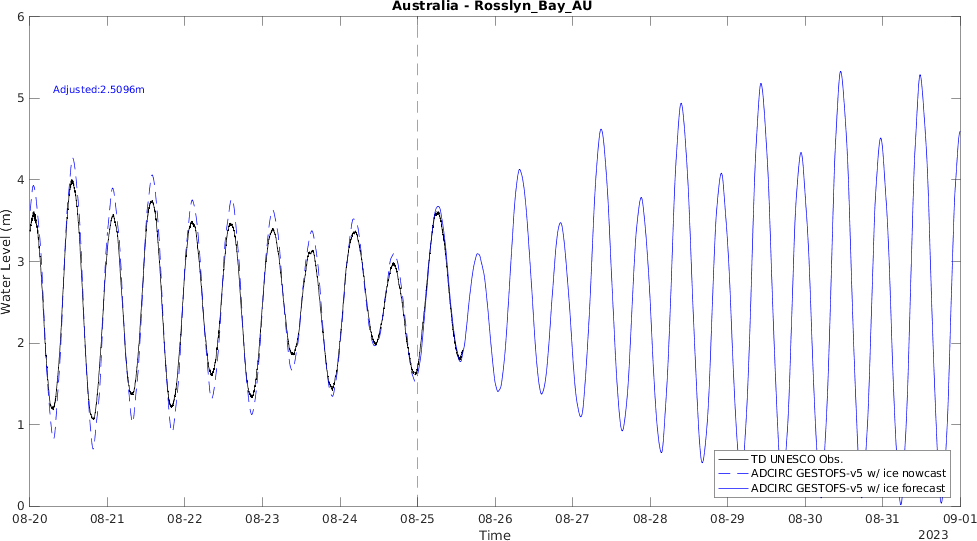 Australia - Rosslyn_Bay_AU
6
5
4
3
2
1
0
Water Level (m)
Adjusted:2.5096m
TD UNESCO Obs.
ADCIRC GESTOFS-v5 w/ ice nowcast
ADCIRC GESTOFS-v5 w/ ice forecast
08-20 08-21 08-22 08-23 08-24 08-25 08-26 08-27 08-28 08-29 08-30 08-31 09-01
Time
2023